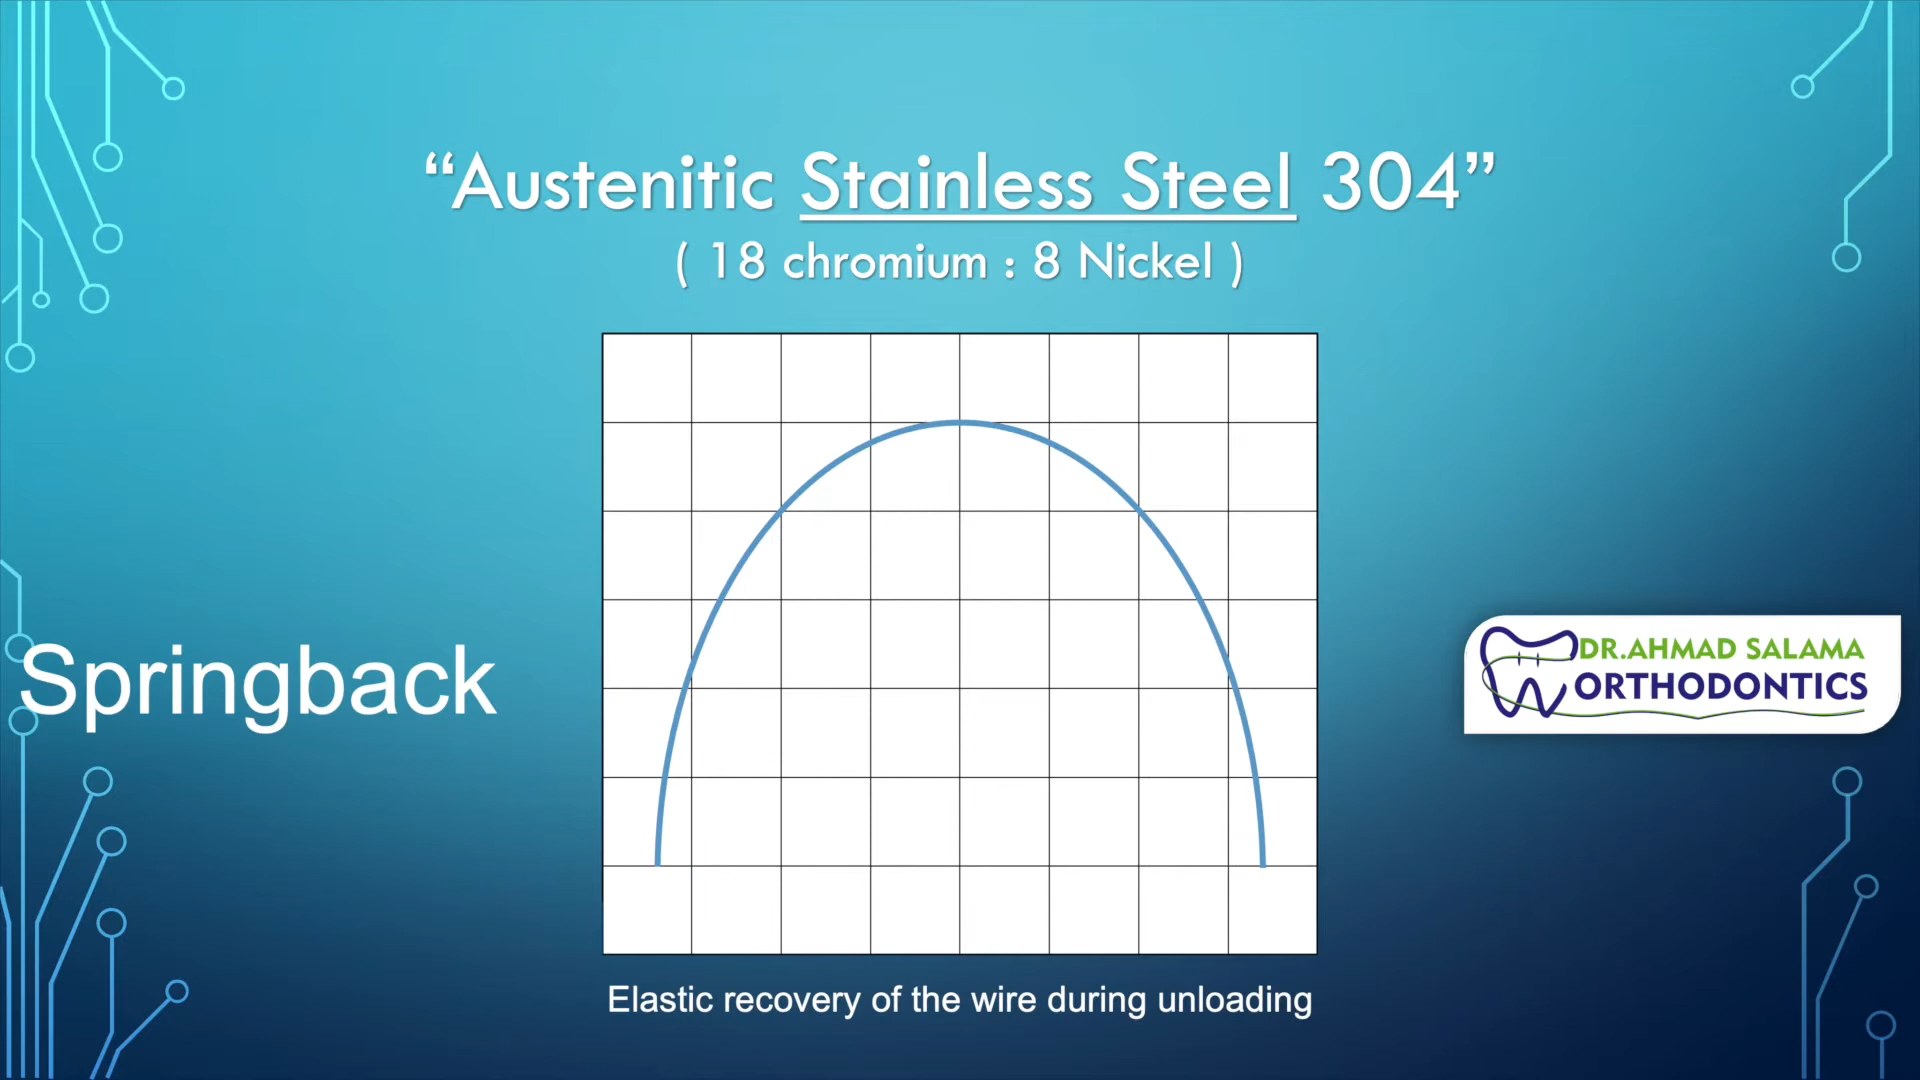 “Austenitic Stainless Steel 304”
( 18 chromium : 8 Nickel )
Springback
DR.AHMAD SALAMA
ORTHODONTICS
Elastic recovery of the wire during unloading